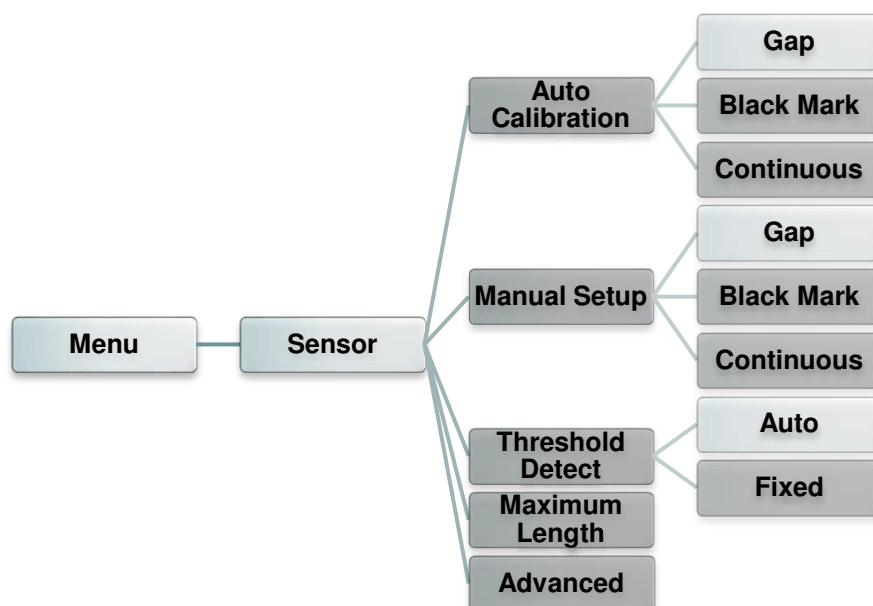 Menu
Sensor
Auto
Calibration
Gap
Black Mark
Continuous
Manual Setup
Gap
Black Mark
Continuous
Threshold
Detect
Auto
Fixed
Maximum
Length
Advanced